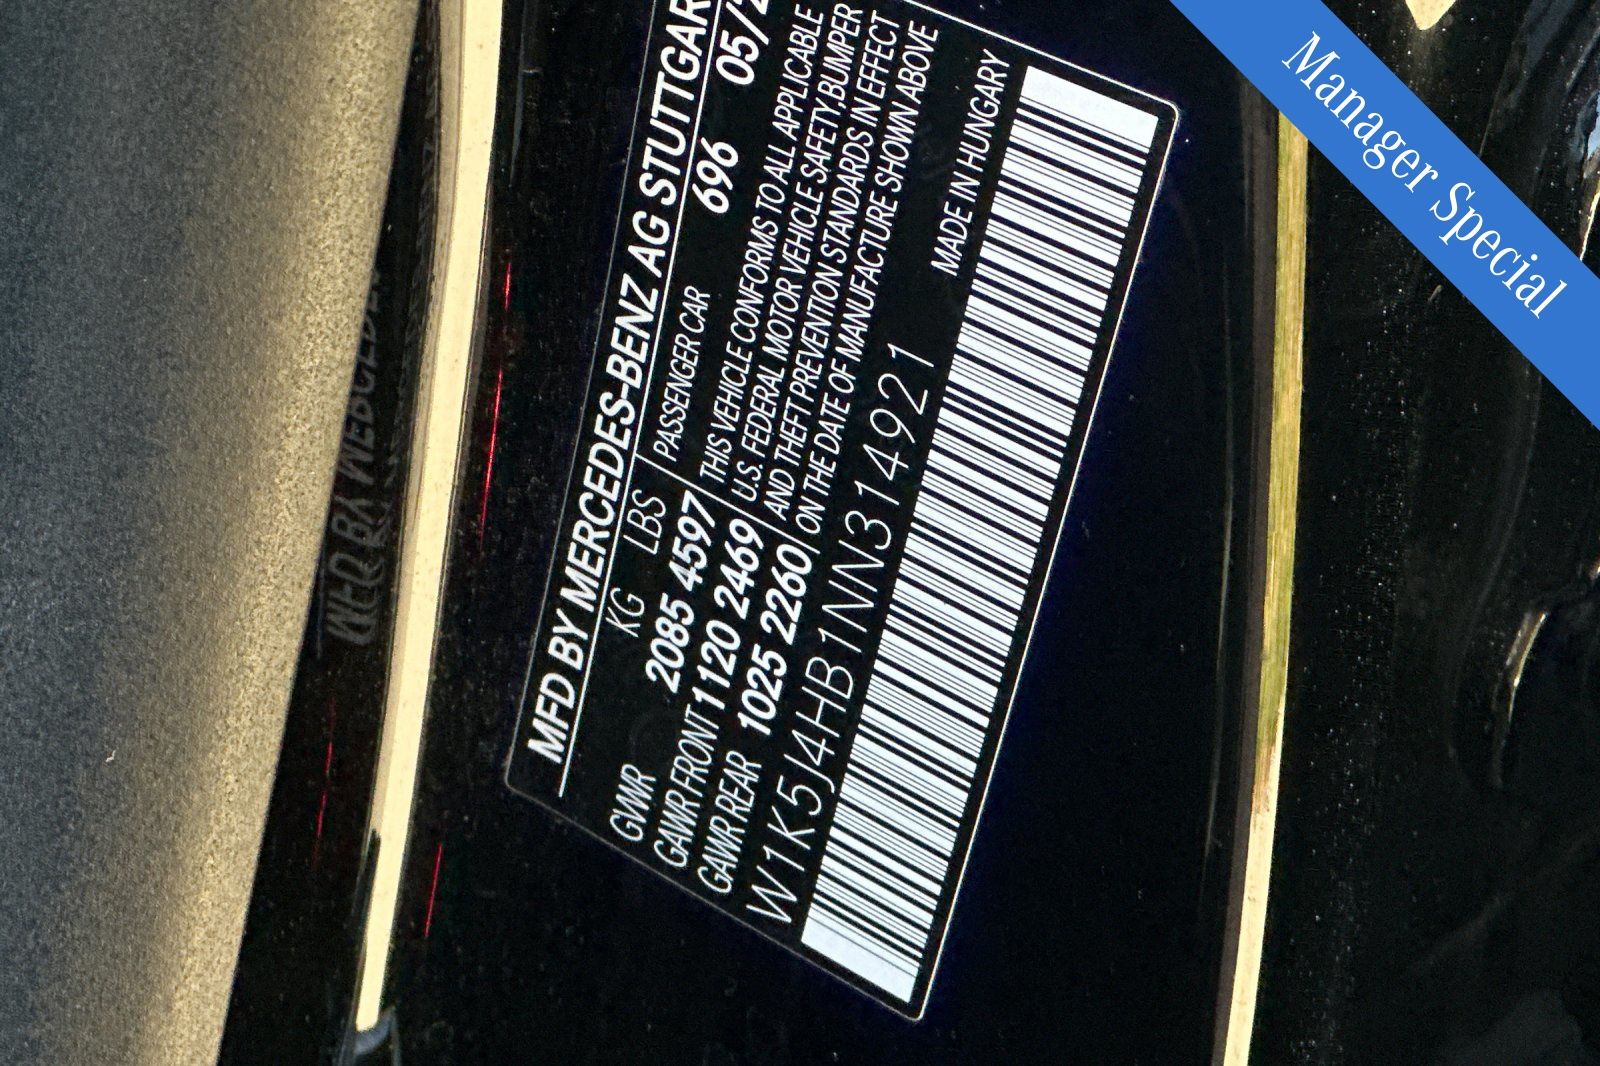 MFD BY MERCEDES-BENZ AG STUTTGAR
KG LBS
PASSENGER CAR 696 05/2
GVWR 2085 4597
GAWR FRONT 1120 2469
GAWR REAR 1025 2260
THIS VEHICLE CONFORMS TO ALL APPLICABLE
U.S. FEDERAL MOTOR VEHICLE SAFETY, BUMPER
AND THEFT PREVENTION STANDARDS IN EFFECT
ON THE DATE OF MANUFACTURE SHOWN ABOVE
W1K5J4HB1NN314921
MADE IN HUNGARY
Manager Special